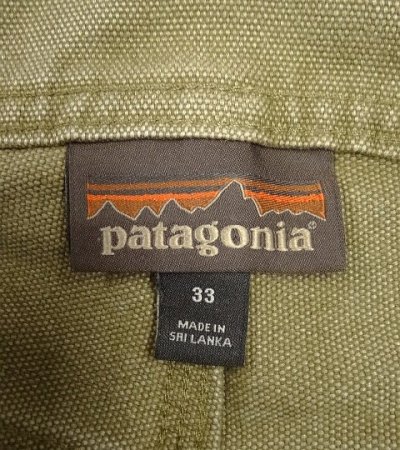 patagonia®
33
MADE IN
SRI LANKA